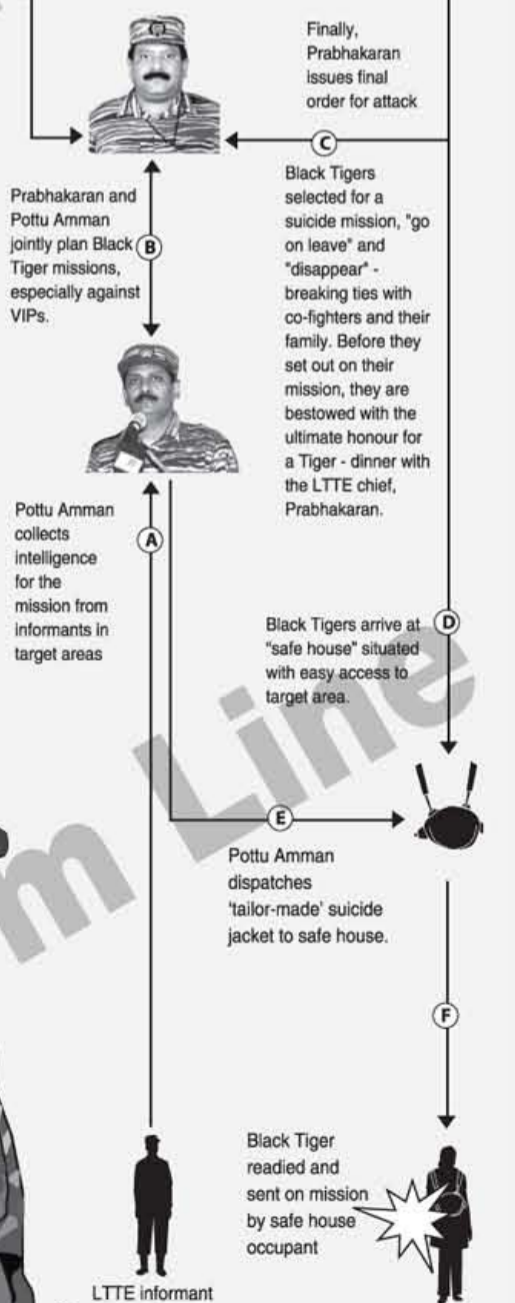 Finally,
Prabhakaran
issues final
order for attack
C
Black Tigers
selected for a
suicide mission, "go
on leave" and
"disappear" -
breaking ties with
co-fighters and their
family. Before they
set out on their
mission, they are
bestowed with the
ultimate honour for
a Tiger - dinner with
the LTTE chief,
Prabhakaran.
Prabhakaran and
Pottu Amman
jointly plan Black
Tiger missions,
especially against
VIPs.
B
Pottu Amman
collects
intelligence
for the
mission from
informants in
target areas
A
Black Tigers arrive at
"safe house" situated
with easy access to
target area.
D
E
Pottu Amman
dispatches
'tailor-made' suicide
jacket to safe house.
F
Black Tiger
readied and
sent on mission
by safe house
occupant
LTTE informant
Line